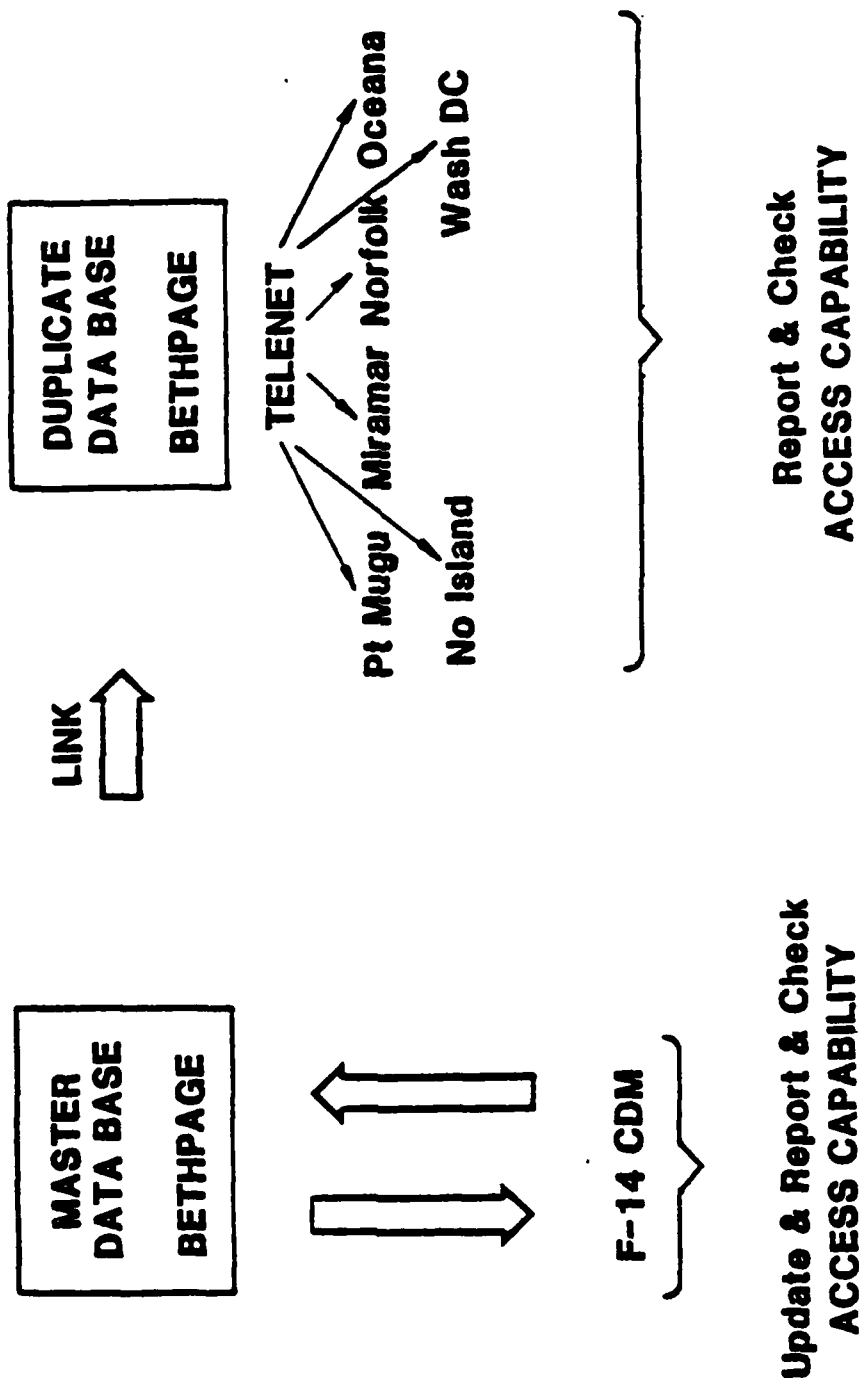 MASTER
DATA BASE
BETHPAGE
F-14 CDM
Update & Report & Check
ACCESS CAPABILITY
LINK
DUPLICATE
DATA BASE
BETHPAGE
TELENET
Pt Mugu Miramar Norfolk Oceana
No Island Wash DC
Report & Check
ACCESS CAPABILITY